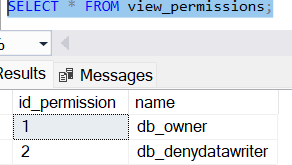 SELECT * FROM view_permissions;
%
Results Messages
id_permission name
1 db_owner
2 db_denydatawriter